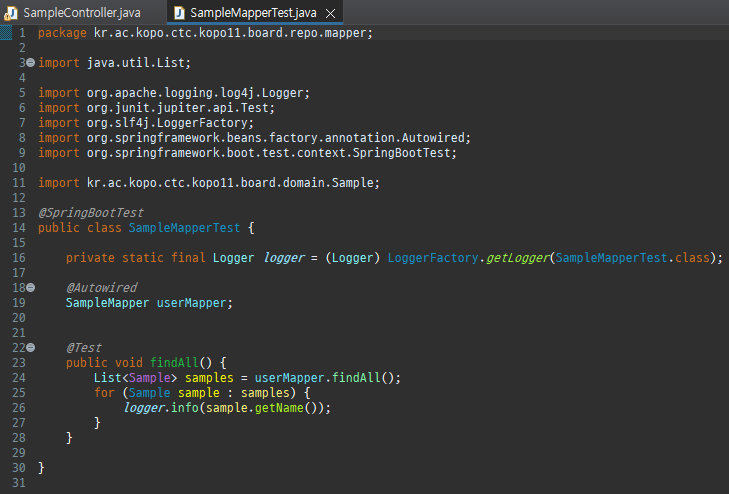 SampleController.java SampleMapperTest.java
1 package kr.ac.kopo.ctc.kopo11.board.repo.mapper;
2
3 import java.util.List;
4
5 import org.apache.logging.log4j.Logger;
6 import org.junit.jupiter.api.Test;
7 import org.slf4j.LoggerFactory;
8 import org.springframework.beans.factory.annotation.Autowired;
9 import org.springframework.boot.test.context.SpringBootTest;
10
11 import kr.ac.kopo.ctc.kopo11.board.domain.Sample;
12
13 @SpringBootTest
14 public class SampleMapperTest {
15
16     private static final Logger logger = (Logger) LoggerFactory.getLogger(SampleMapperTest.class);
17
18     @Autowired
19     SampleMapper userMapper;
20
21
22     @Test
23     public void findAll() {
24         List<Sample> samples = userMapper.findAll();
25         for (Sample sample : samples) {
26             logger.info(sample.getName());
27         }
28     }
29
30 }
31